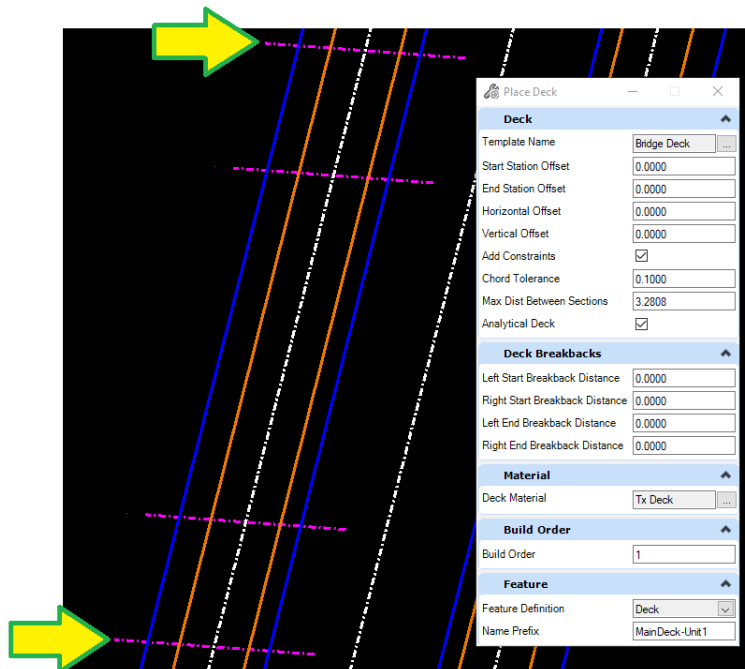 Place Deck
Deck
Template Name Bridge Deck ...
Start Station Offset 0.0000
End Station Offset 0.0000
Horizontal Offset 0.0000
Vertical Offset 0.0000
Add Constraints
Chord Tolerance 0.1000
Max Dist Between Sections 3.2808
Analytical Deck
Deck Breakbacks
Left Start Breakback Distance 0.0000
Right Start Breakback Distance 0.0000
Left End Breakback Distance 0.0000
Right End Breakback Distance 0.0000
Material
Deck Material Tx Deck ...
Build Order
Build Order 1
Feature
Feature Definition Deck
Name Prefix MainDeck-Unit1